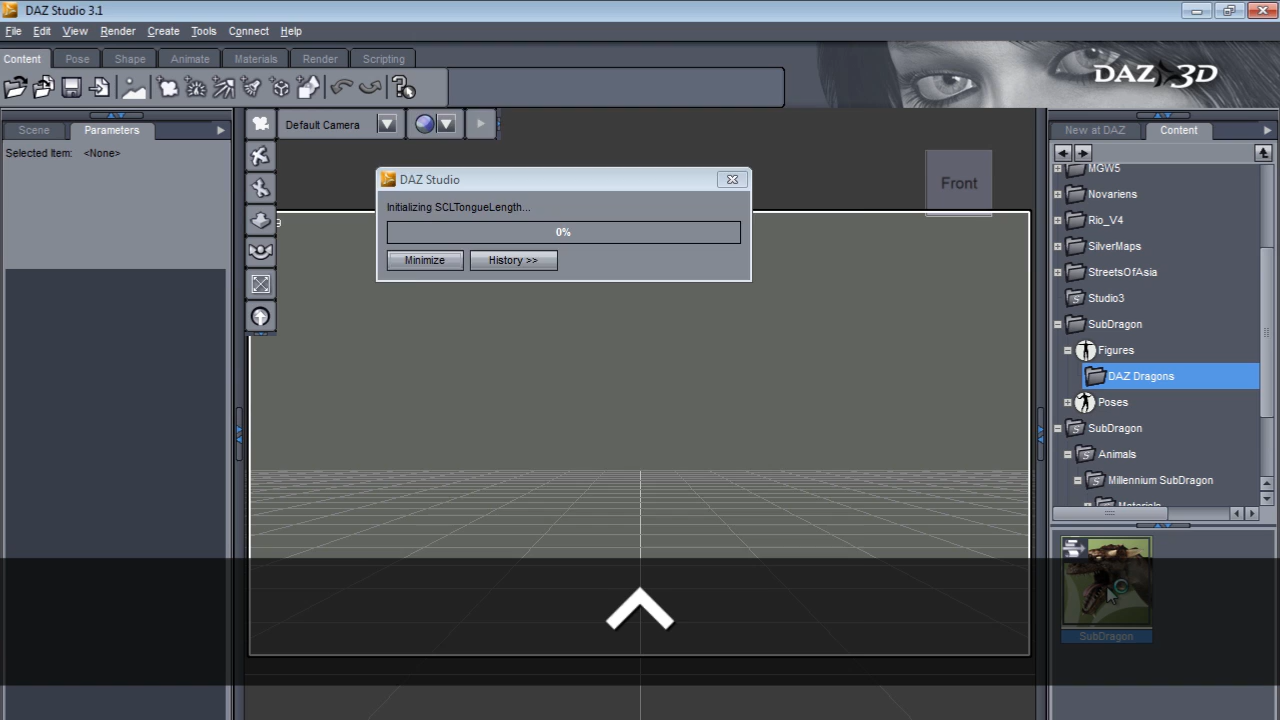 DAZ Studio 3.1
File Edit View Render Create Tools Connect Help
Content Pose Shape Animate Materials Render Scripting
DAZ 3D
Scene Parameters
Selected Item: <None>
Default Camera
DAZ Studio
Initializing SCLTongueLength...
0%
Minimize History >>
Front
New at DAZ Content
MGW5
Novariens
Rio_V4
SilverMaps
StreetsOfAsia
Studio3
SubDragon
Figures
DAZ Dragons
Poses
SubDragon
Animals
Millennium SubDragon
Materials
SubDragon